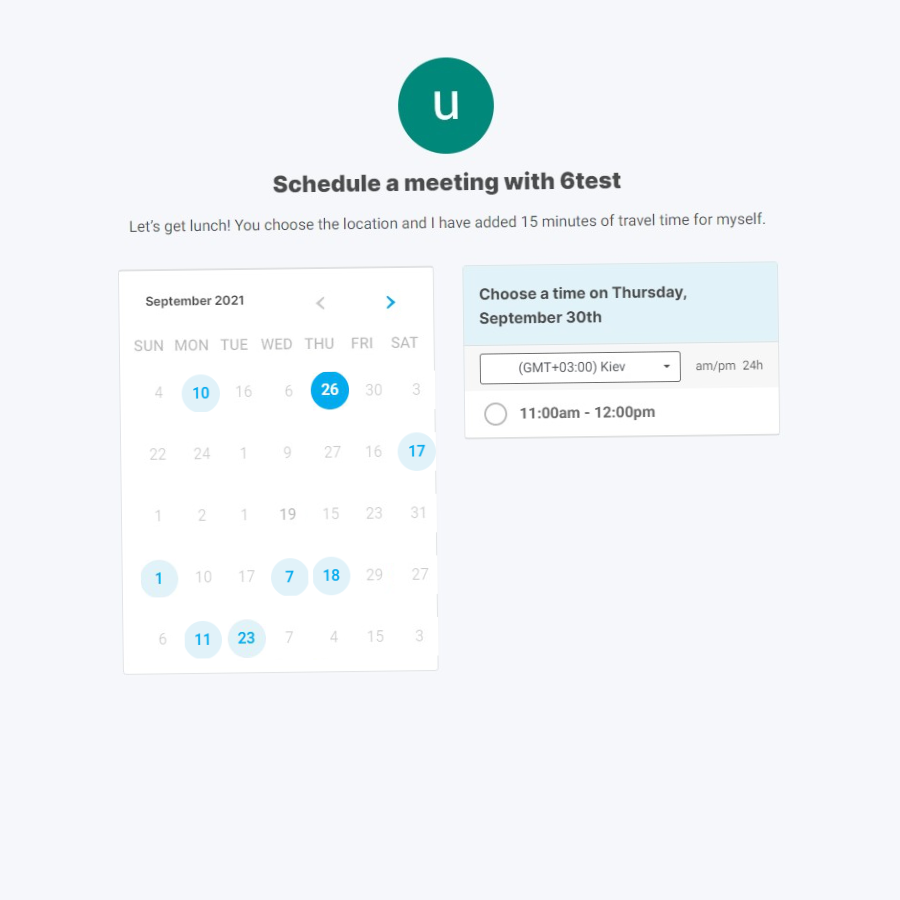 u
Schedule a meeting with 6test
Let's get lunch! You choose the location and I have added 15 minutes of travel time for myself.
September 2021
SUN MON TUE WED THU FRI SAT
4 10 16 6 26 30 3
22 24 1 9 27 16 17
1 2 1 19 15 23 31
1 10 17 7 18 29 27
6 11 23 7 4 15 3
Choose a time on Thursday,
September 30th
(GMT+03:00) Kiev am/pm 24h
11:00am - 12:00pm